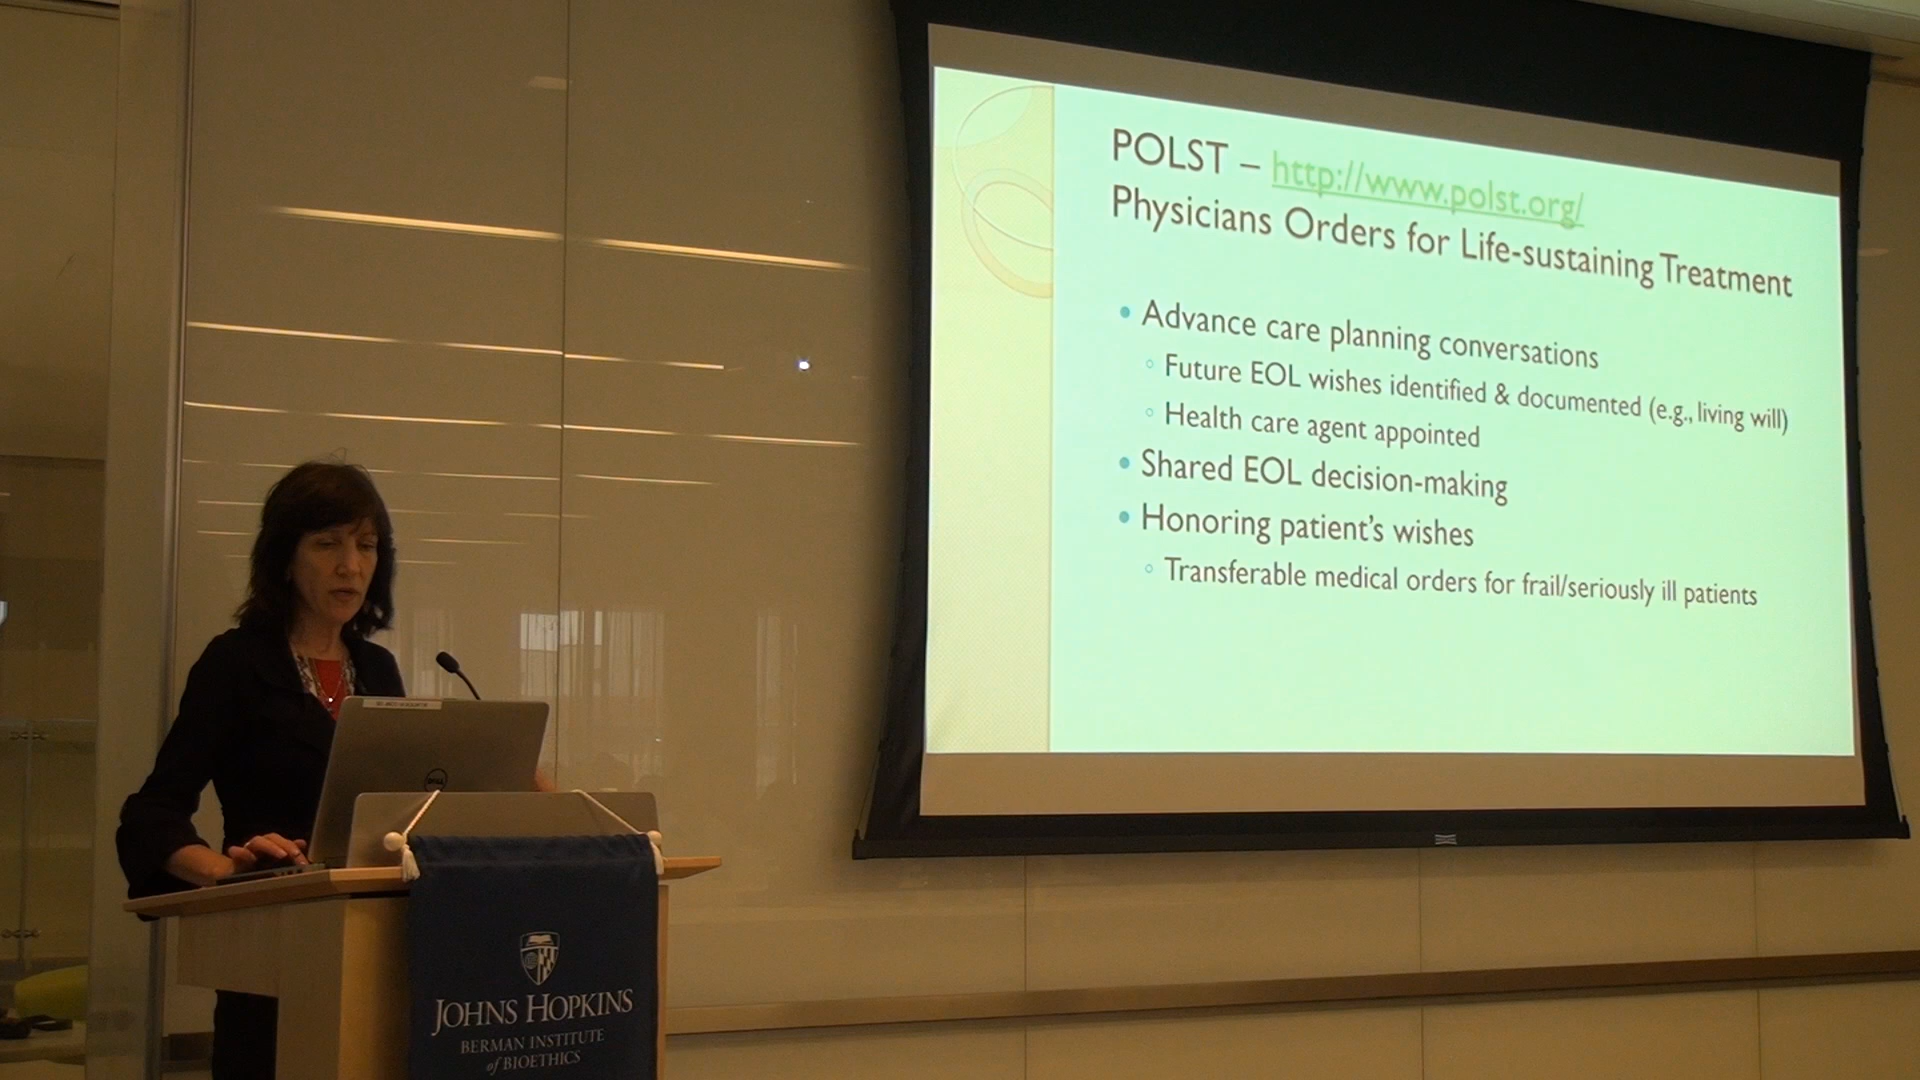 POLST – http://www.polst.org/
Physicians Orders for Life-sustaining Treatment
• Advance care planning conversations
◦ Future EOL wishes identified & documented (e.g., living will)
◦ Health care agent appointed
• Shared EOL decision-making
• Honoring patient's wishes
◦ Transferable medical orders for frail/seriously ill patients
DELL
JOHNS HOPKINS
BERMAN INSTITUTE
of BIOETHICS